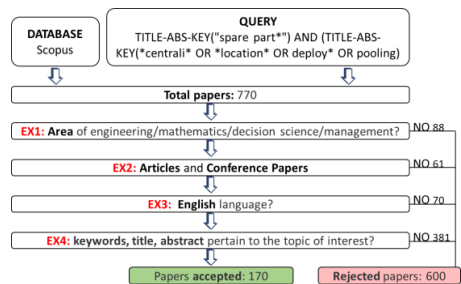 DATABASE
Scopus
QUERY
TITLE-ABS-KEY("spare part*") AND (TITLE-ABS-
KEY(*centrali* OR *location* OR deploy* OR pooling)
Total papers: 770
EX1: Area of engineering/mathematics/decision science/management?
NO 88
EX2: Articles and Conference Papers
NO 61
EX3: English language?
NO 70
EX4: keywords, title, abstract pertain to the topic of interest?
NO 381
Papers accepted: 170
Rejected papers: 600